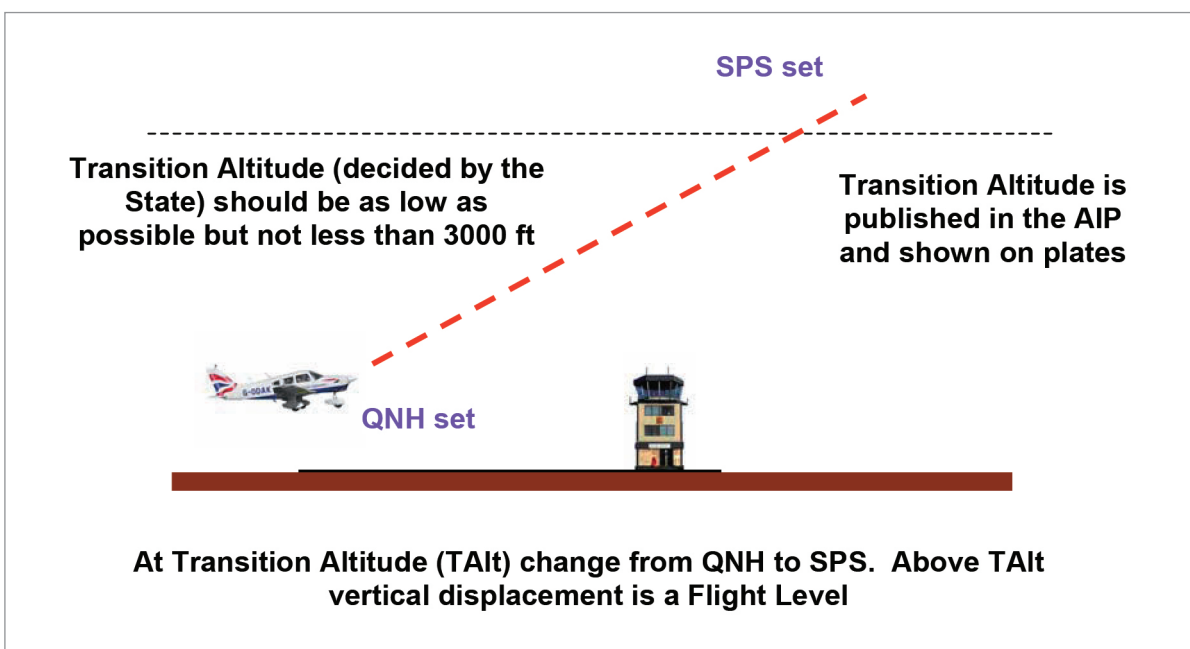 SPS set
Transition Altitude (decided by the
State) should be as low as
possible but not less than 3000 ft
Transition Altitude is
published in the AIP
and shown on plates
G-ODAK
QNH set
At Transition Altitude (TAlt) change from QNH to SPS.  Above TAlt
vertical displacement is a Flight Level